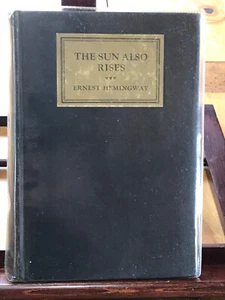 THE SUN ALSO
RISES
ERNEST HEMINGWAY